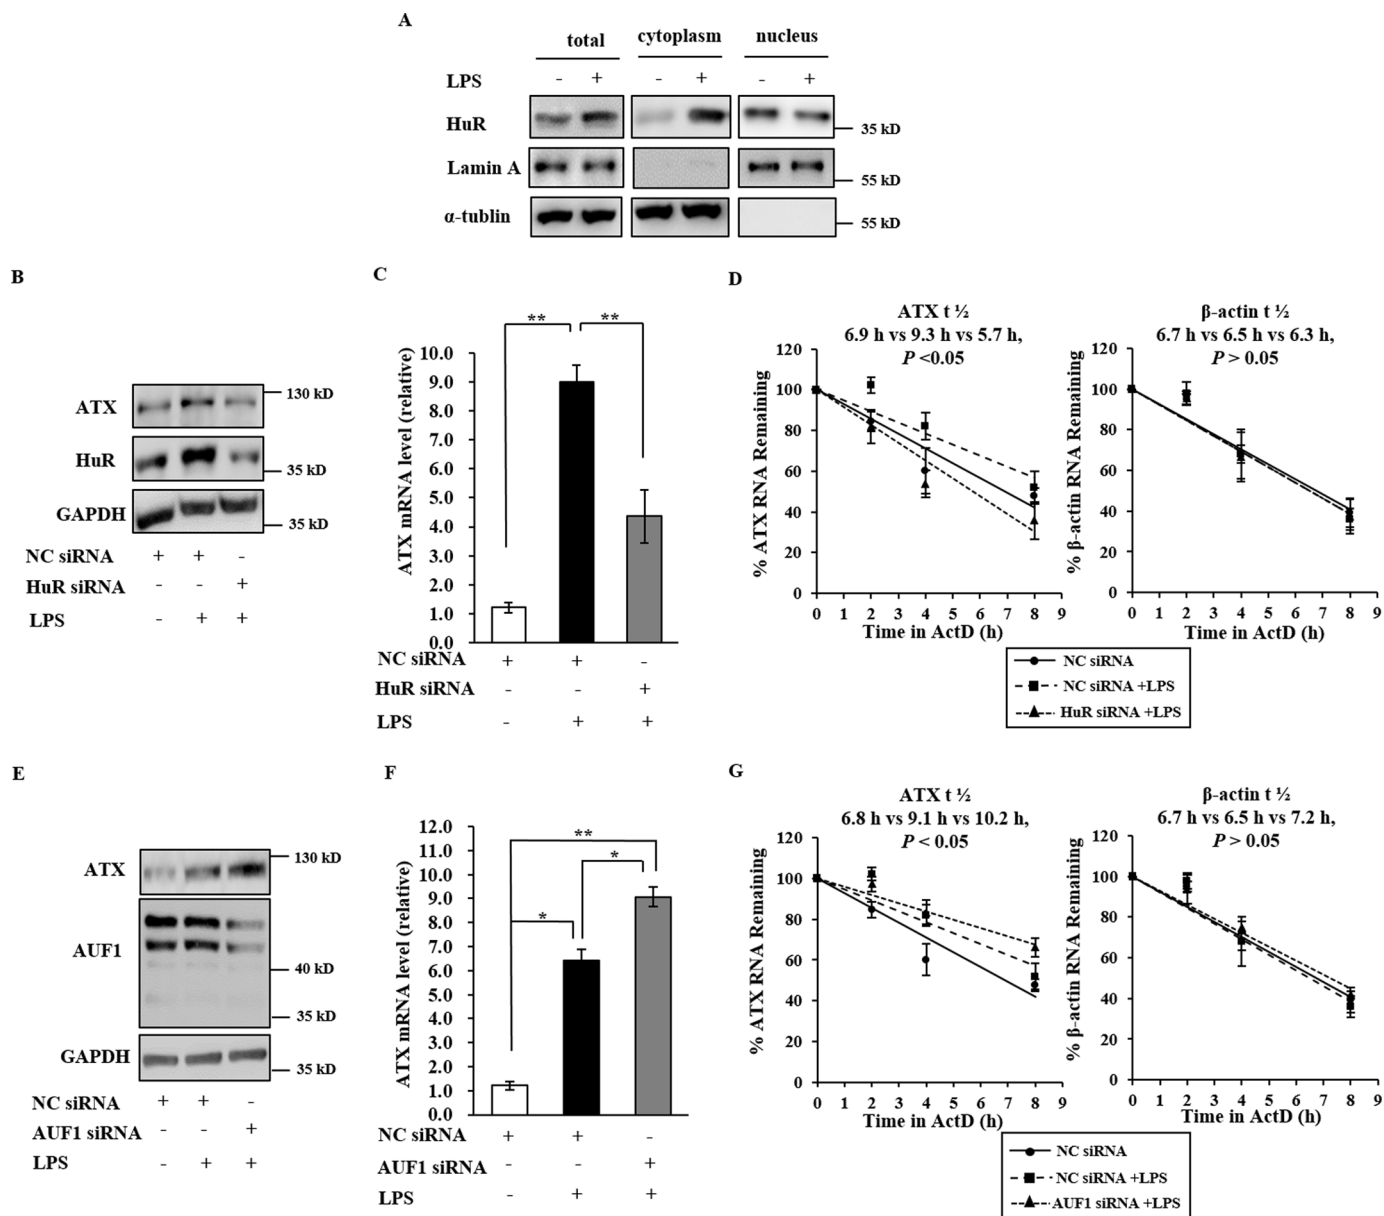 A
total cytoplasm nucleus
LPS - + - + - +
HuR
35 kD
Lamin A
55 kD
α-tublin
55 kD
B
ATX
130 kD
HuR
35 kD
GAPDH
35 kD
NC siRNA + + -
HuR siRNA - - +
LPS - + +
C
** **
ATX mRNA level (relative)
10.0
9.0
8.0
7.0
6.0
5.0
4.0
3.0
2.0
1.0
0.0
NC siRNA + + -
HuR siRNA - - +
LPS - + +
D
ATX t ½
6.9 h vs 9.3 h vs 5.7 h,
P <0.05
% ATX RNA Remaining
120
100
80
60
40
20
0
0 1 2 3 4 5 6 7 8 9
Time in ActD (h)
β-actin t ½
6.7 h vs 6.5 h vs 6.3 h,
P > 0.05
% β-actin RNA Remaining
120
100
80
60
40
20
0
0 1 2 3 4 5 6 7 8 9
Time in ActD (h)
NC siRNA
NC siRNA +LPS
HuR siRNA +LPS
E
ATX
130 kD
AUF1
40 kD
35 kD
GAPDH
35 kD
NC siRNA + + -
AUF1 siRNA - - +
LPS - + +
F
**
*
*
ATX mRNA level (relative)
12.0
11.0
10.0
9.0
8.0
7.0
6.0
5.0
4.0
3.0
2.0
1.0
0.0
NC siRNA + + -
AUF1 siRNA - - +
LPS - + +
G
ATX t ½
6.8 h vs 9.1 h vs 10.2 h,
P < 0.05
% ATX RNA Remaining
120
100
80
60
40
20
0
0 1 2 3 4 5 6 7 8 9
Time in ActD (h)
β-actin t ½
6.7 h vs 6.5 h vs 7.2 h,
P > 0.05
% β-actin RNA Remaining
120
100
80
60
40
20
0
0 1 2 3 4 5 6 7 8 9
Time in ActD (h)
NC siRNA
NC siRNA +LPS
AUF1 siRNA +LPS